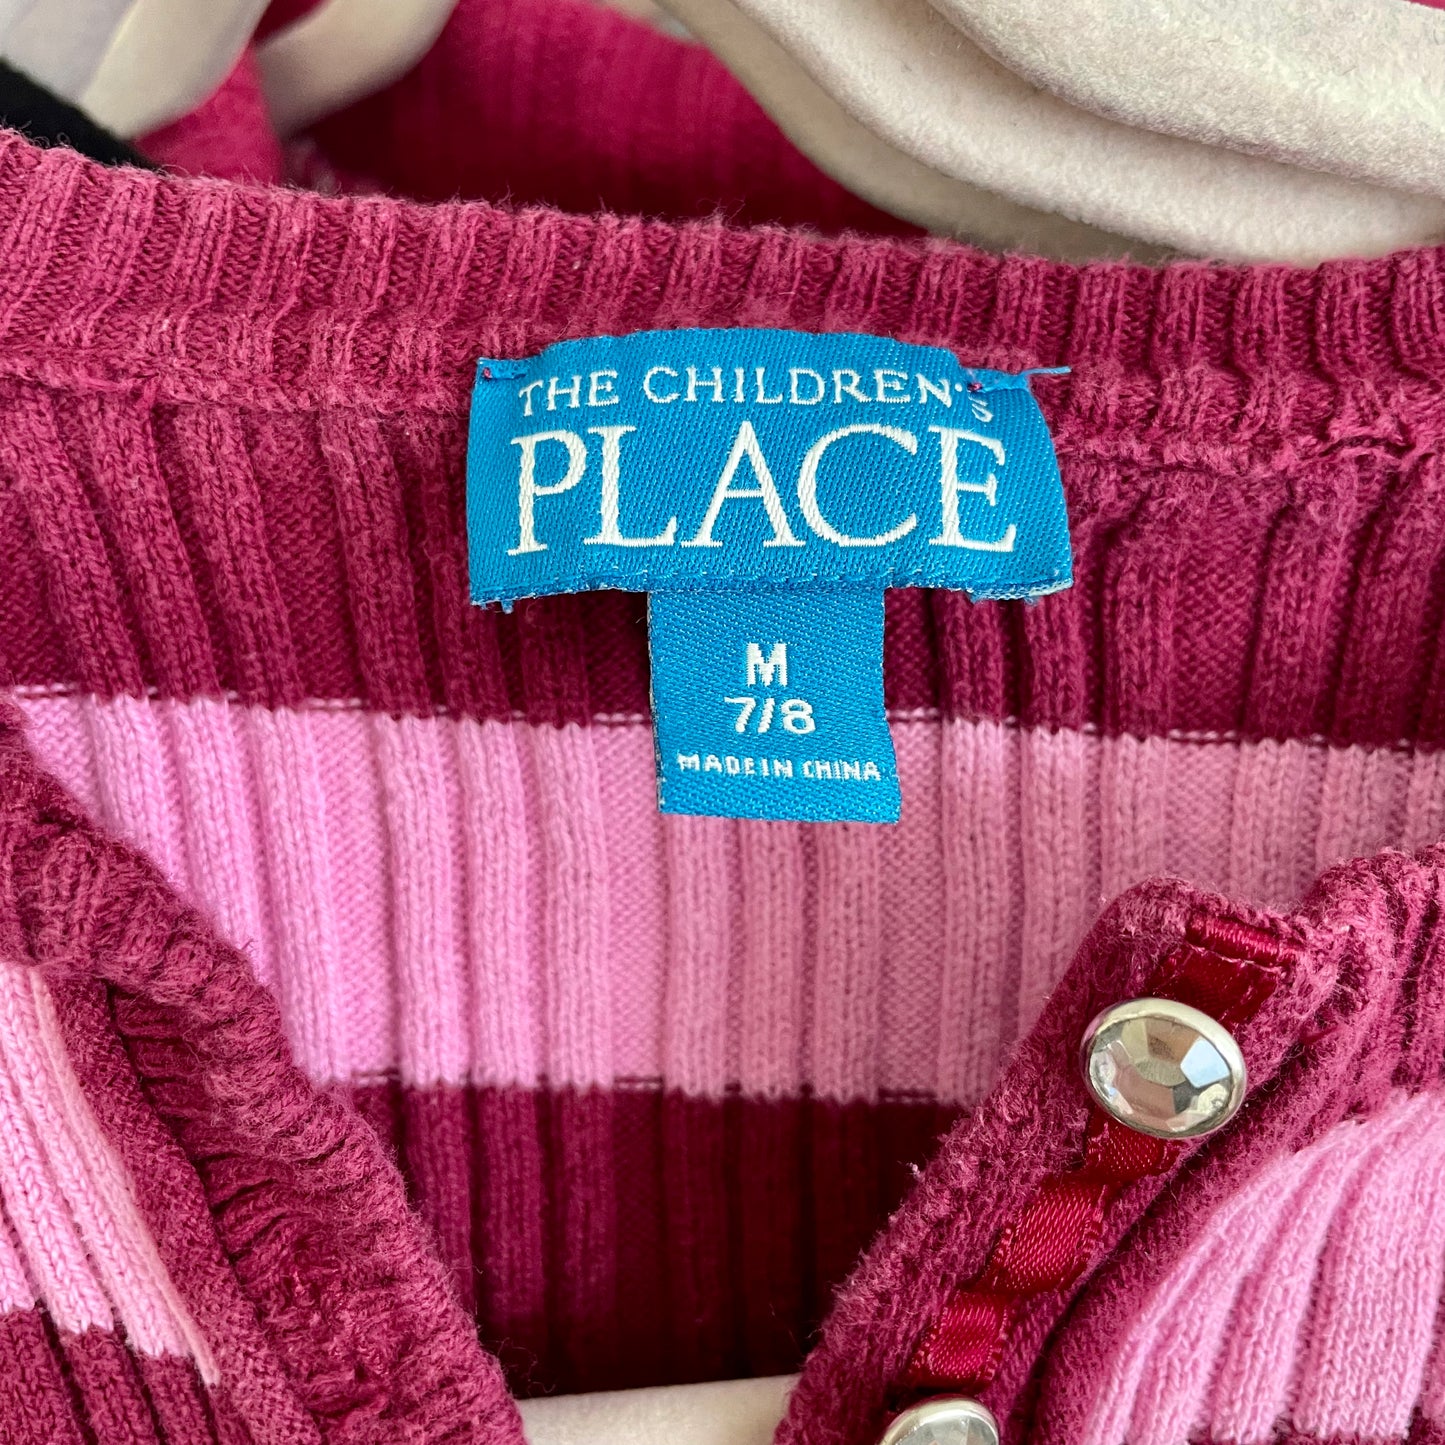 THE CHILDREN'S
PLACE
M
7/8
MADE IN CHINA